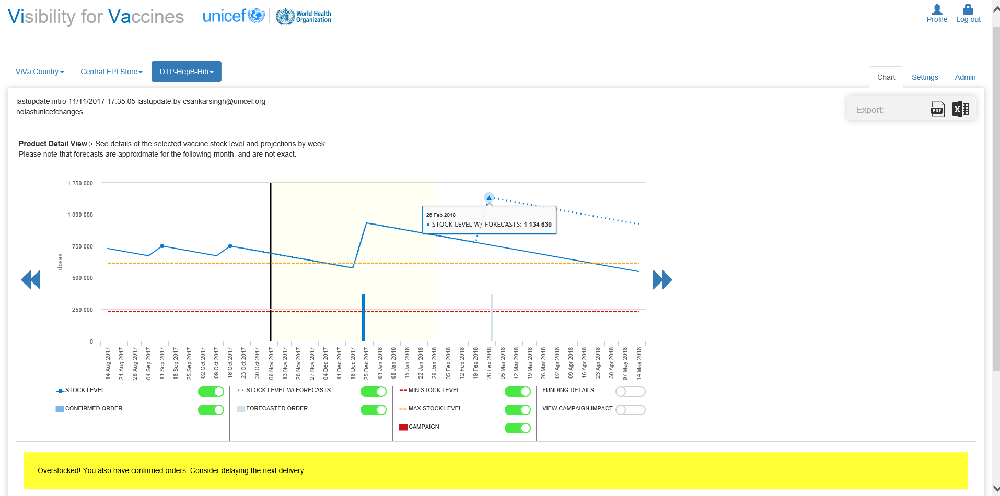 Visibility for Vaccines
unicef
World Health
Organization
Profile
Log out
ViVa Country
Central EPI Store
DTP-HepB-Hib
Chart
Settings
Admin
lastupdate.intro 11/11/2017 17:35:05 lastupdate.by csankarsingh@unicef.org
nolastunicefchanges
Export:
PDF
X
Product Detail View > See details of the selected vaccine stock level and projections by week.
Please note that forecasts are approximate for the following month, and are not exact.
1 250 000
1 000 000
750 000
500 000
250 000
0
doses
26 Feb 2018
STOCK LEVEL W/ FORECASTS: 1 134 630
14 Aug 2017
21 Aug 2017
28 Aug 2017
04 Sep 2017
11 Sep 2017
18 Sep 2017
25 Sep 2017
02 Oct 2017
09 Oct 2017
16 Oct 2017
23 Oct 2017
30 Oct 2017
06 Nov 2017
13 Nov 2017
20 Nov 2017
27 Nov 2017
04 Dec 2017
11 Dec 2017
18 Dec 2017
25 Dec 2017
01 Jan 2018
08 Jan 2018
15 Jan 2018
22 Jan 2018
29 Jan 2018
05 Feb 2018
12 Feb 2018
19 Feb 2018
26 Feb 2018
05 Mar 2018
12 Mar 2018
19 Mar 2018
26 Mar 2018
02 Apr 2018
09 Apr 2018
16 Apr 2018
23 Apr 2018
30 Apr 2018
07 May 2018
14 May 2018
STOCK LEVEL
CONFIRMED ORDER
STOCK LEVEL W/ FORECASTS
FORECASTED ORDER
MIN STOCK LEVEL
MAX STOCK LEVEL
CAMPAIGN
FUNDING DETAILS
VIEW CAMPAIGN IMPACT
Overstocked! You also have confirmed orders. Consider delaying the next delivery.